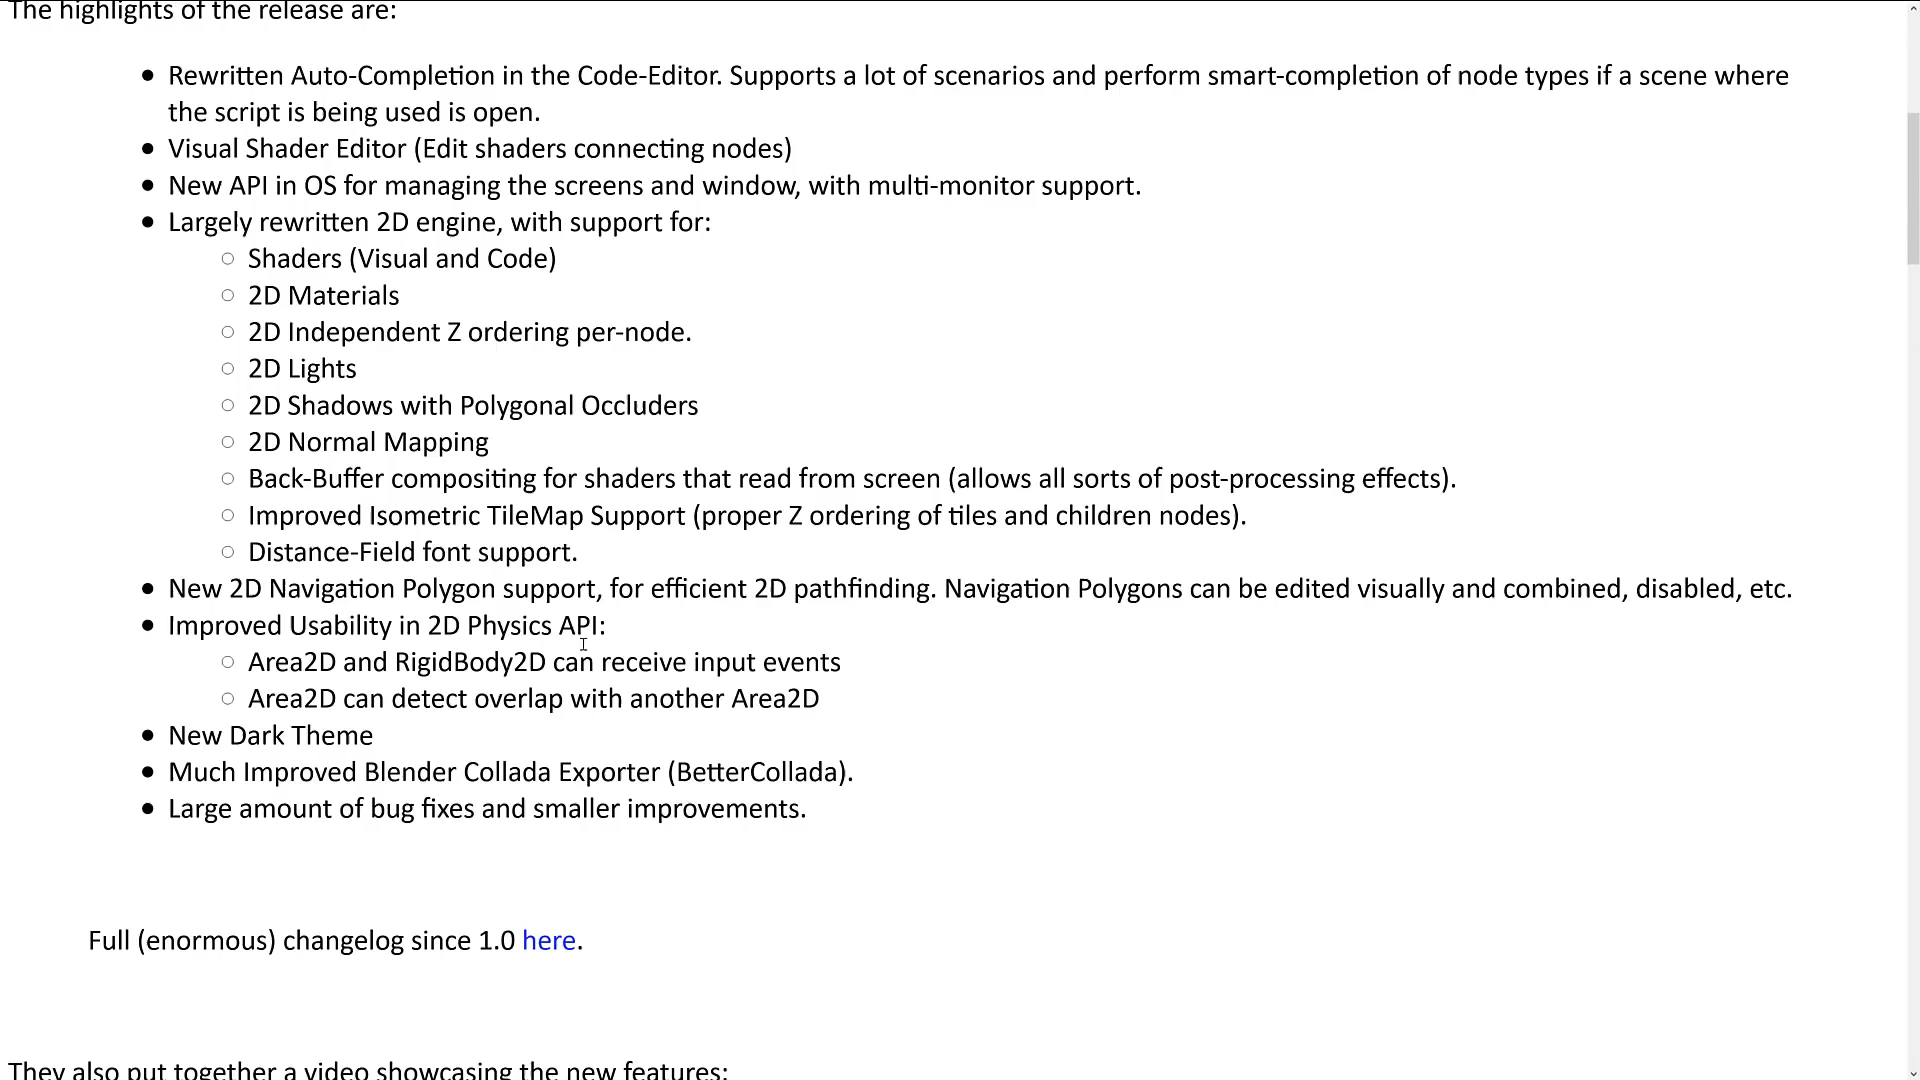 The highlights of the release are:
Rewritten Auto-Completion in the Code-Editor. Supports a lot of scenarios and perform smart-completion of node types if a scene where
the script is being used is open.
Visual Shader Editor (Edit shaders connecting nodes)
New API in OS for managing the screens and window, with multi-monitor support.
Largely rewritten 2D engine, with support for:
Shaders (Visual and Code)
2D Materials
2D Independent Z ordering per-node.
2D Lights
2D Shadows with Polygonal Occluders
2D Normal Mapping
Back-Buffer compositing for shaders that read from screen (allows all sorts of post-processing effects).
Improved Isometric TileMap Support (proper Z ordering of tiles and children nodes).
Distance-Field font support.
New 2D Navigation Polygon support, for efficient 2D pathfinding. Navigation Polygons can be edited visually and combined, disabled, etc.
Improved Usability in 2D Physics API:
Area2D and RigidBody2D can receive input events
Area2D can detect overlap with another Area2D
New Dark Theme
Much Improved Blender Collada Exporter (BetterCollada).
Large amount of bug fixes and smaller improvements.
Full (enormous) changelog since 1.0 here.
They also put together a video showcasing the new features: